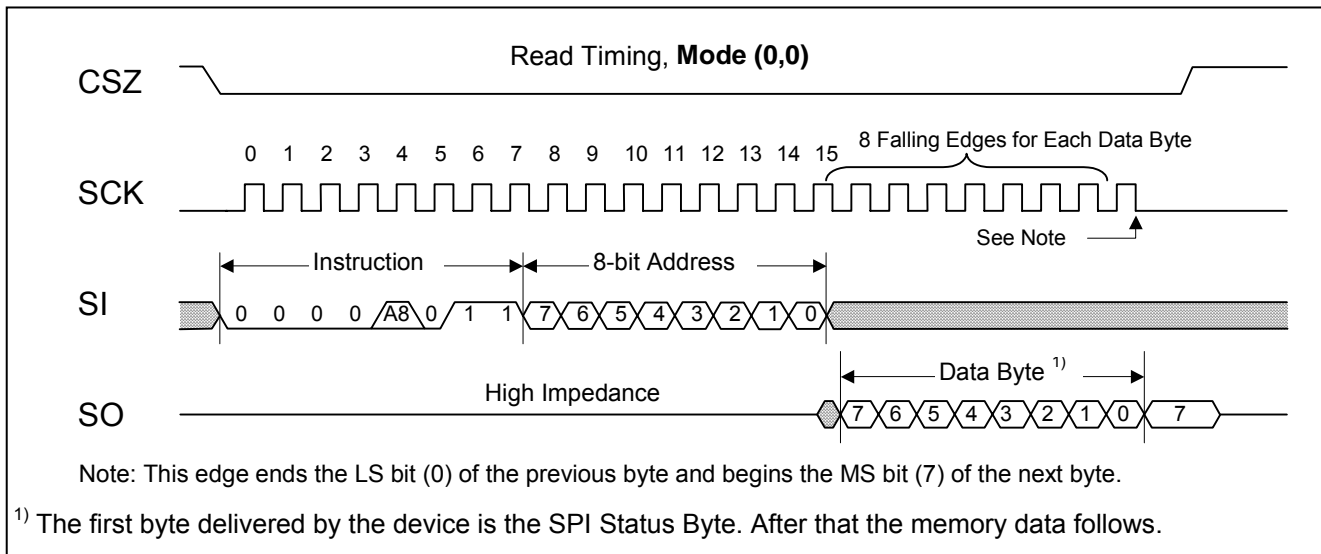 Read Timing, Mode (0,0)
CSZ
8 Falling Edges for Each Data Byte
0 1 2 3 4 5 6 7 8 9 10 11 12 13 14 15
SCK
See Note
Instruction 8-bit Address
SI
0 0 0 0 A8 0 1 1 7 6 5 4 3 2 1 0
Data Byte 1)
High Impedance
SO
7 6 5 4 3 2 1 0 7
Note: This edge ends the LS bit (0) of the previous byte and begins the MS bit (7) of the next byte.
1) The first byte delivered by the device is the SPI Status Byte. After that the memory data follows.